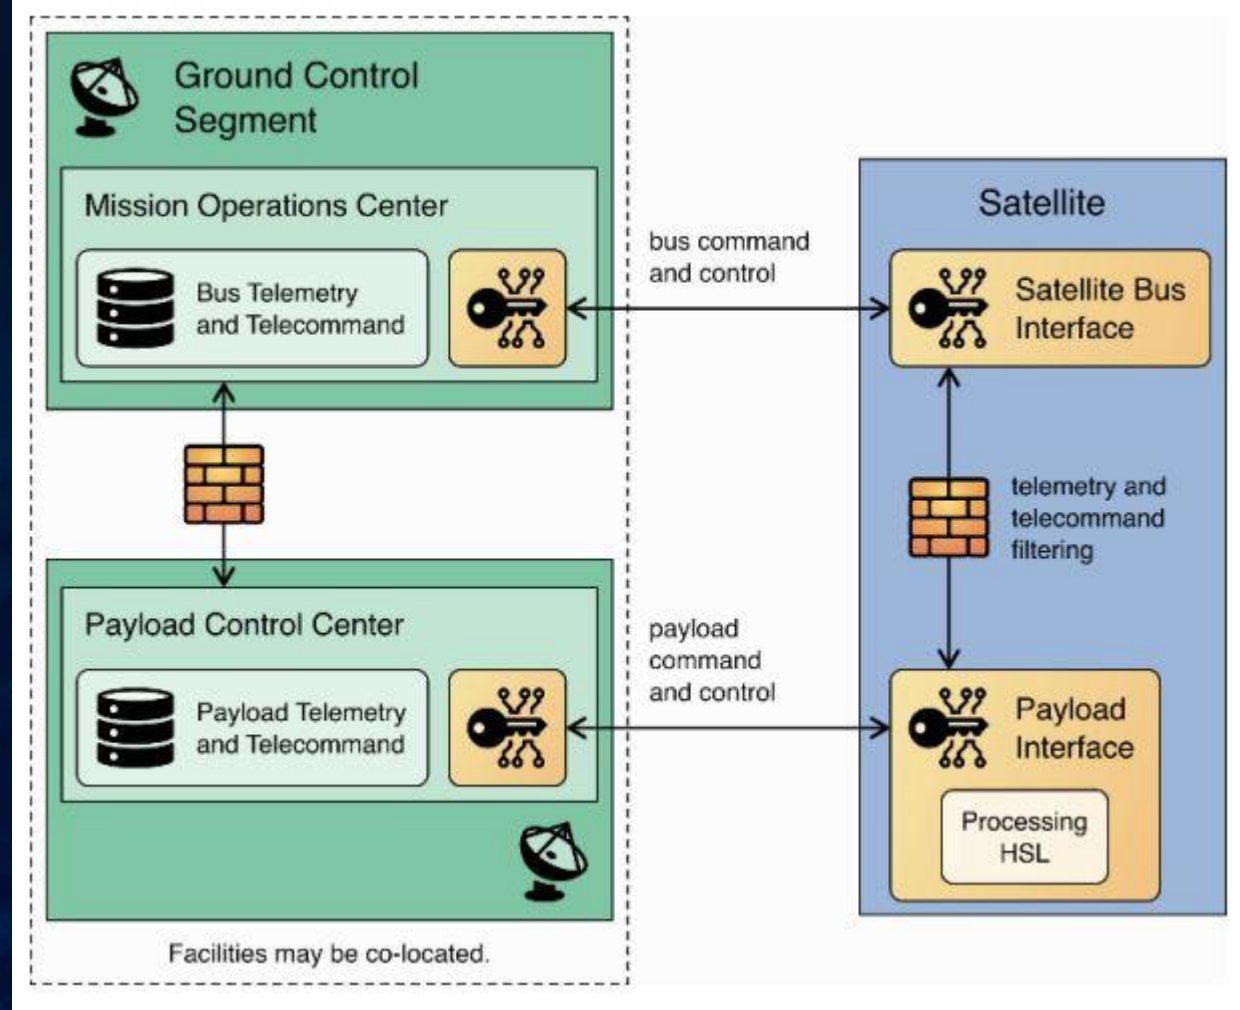 Ground Control
Segment
Mission Operations Center
Bus Telemetry
and Telecommand
bus command
and control
Satellite
Satellite Bus
Interface
telemetry and
telecommand
filtering
Payload Control Center
Payload Telemetry
and Telecommand
payload
command
and control
Payload
Interface
Processing
HSL
Facilities may be co-located.